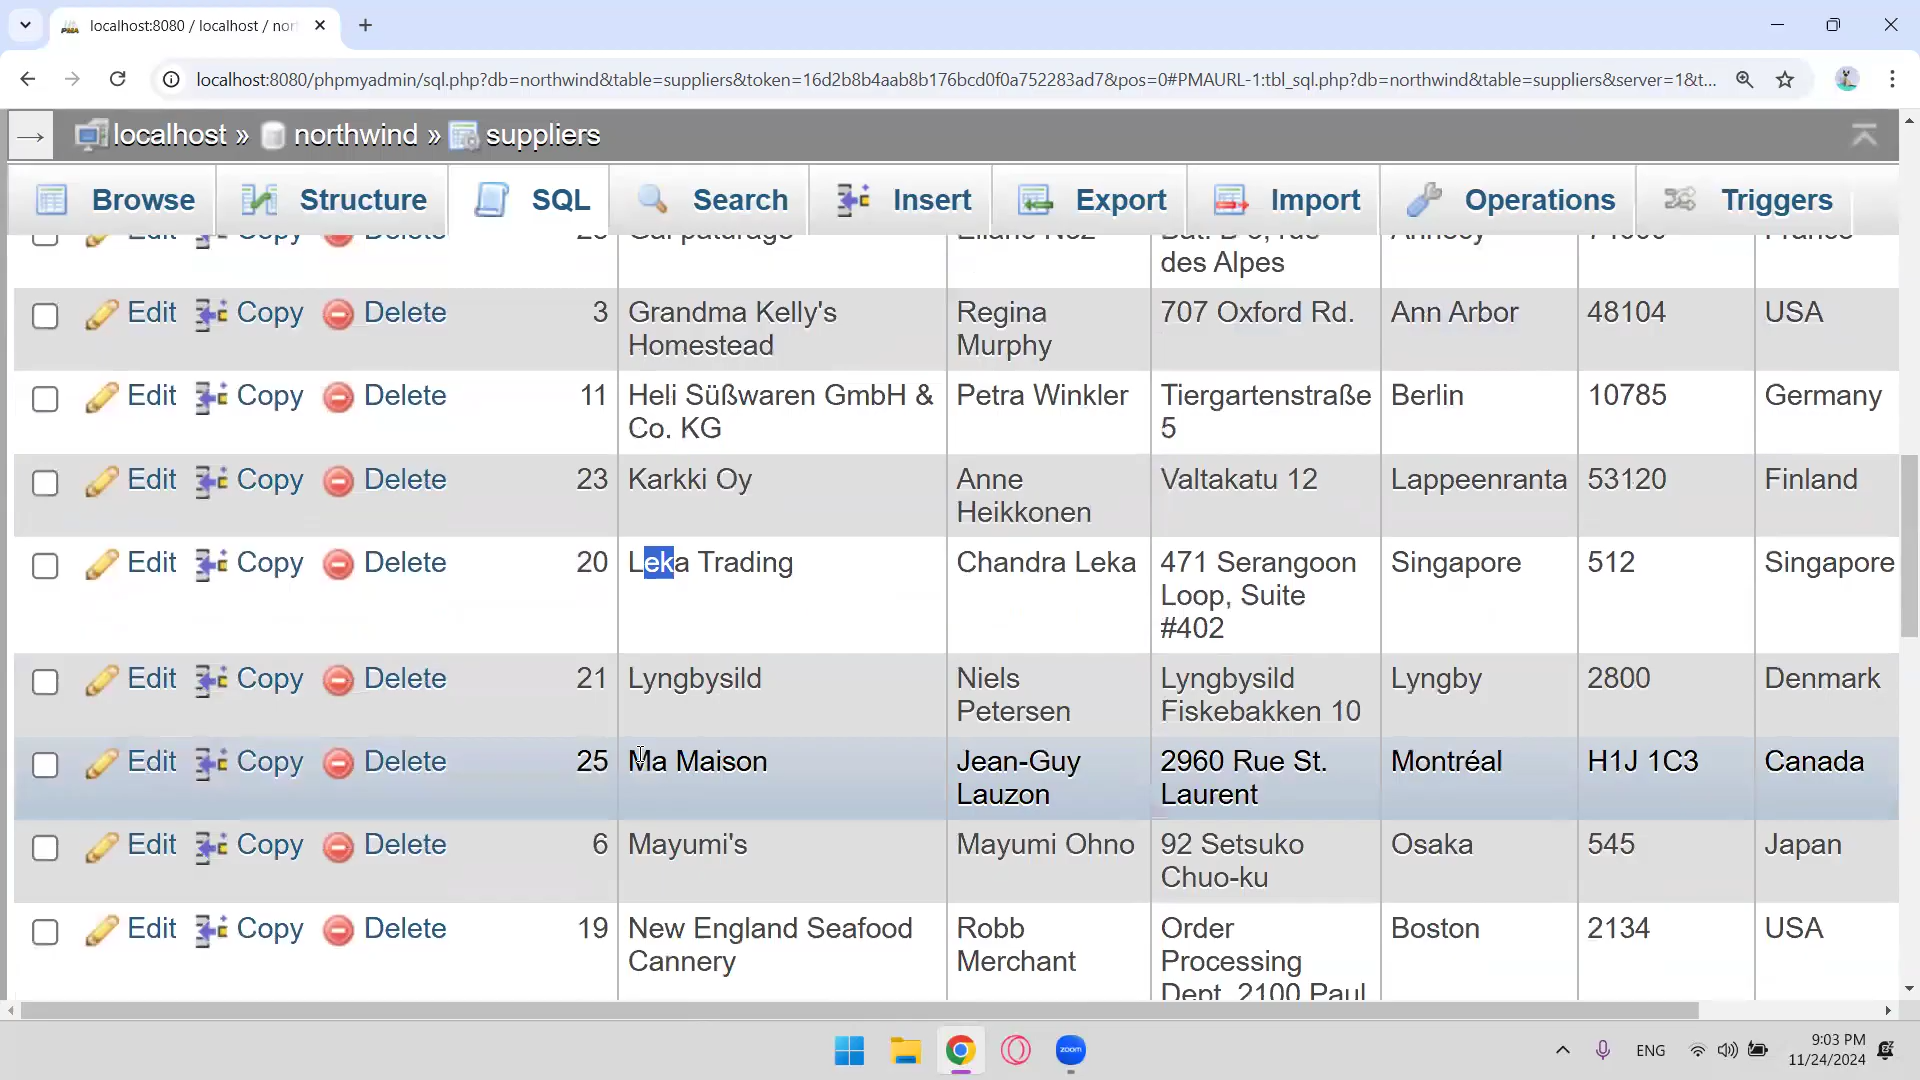 localhost:8080 / localhost / nor
localhost:8080/phpmyadmin/sql.php?db=northwind&table=suppliers&token=16d2b8b4aab8b176bcd0f0a752283ad7&pos=0#PMAURL-1:tbl_sql.php?db=northwind&table=suppliers&server=1&t...
localhost » northwind » suppliers
Browse Structure SQL Search Insert Export Import Operations Triggers
des Alpes
Edit Copy Delete 3 Grandma Kelly's Regina 707 Oxford Rd. Ann Arbor 48104 USA
Homestead Murphy
Edit Copy Delete 11 Heli Süßwaren GmbH & Petra Winkler Tiergartenstraße Berlin 10785 Germany
Co. KG 5
Edit Copy Delete 23 Karkki Oy Anne Valtakatu 12 Lappeenranta 53120 Finland
Heikkonen
Edit Copy Delete 20 Leka Trading Chandra Leka 471 Serangoon Singapore 512 Singapore
Loop, Suite
#402
Edit Copy Delete 21 Lyngbysild Niels Lyngbysild Lyngby 2800 Denmark
Petersen Fiskebakken 10
Edit Copy Delete 25 Ma Maison Jean-Guy 2960 Rue St. Montréal H1J 1C3 Canada
Lauzon Laurent
Edit Copy Delete 6 Mayumi's Mayumi Ohno 92 Setsuko Osaka 545 Japan
Chuo-ku
Edit Copy Delete 19 New England Seafood Robb Order Boston 2134 USA
Cannery Merchant Processing
Dept. 2100 Paul
zoom
ENG
9:03 PM
11/24/2024